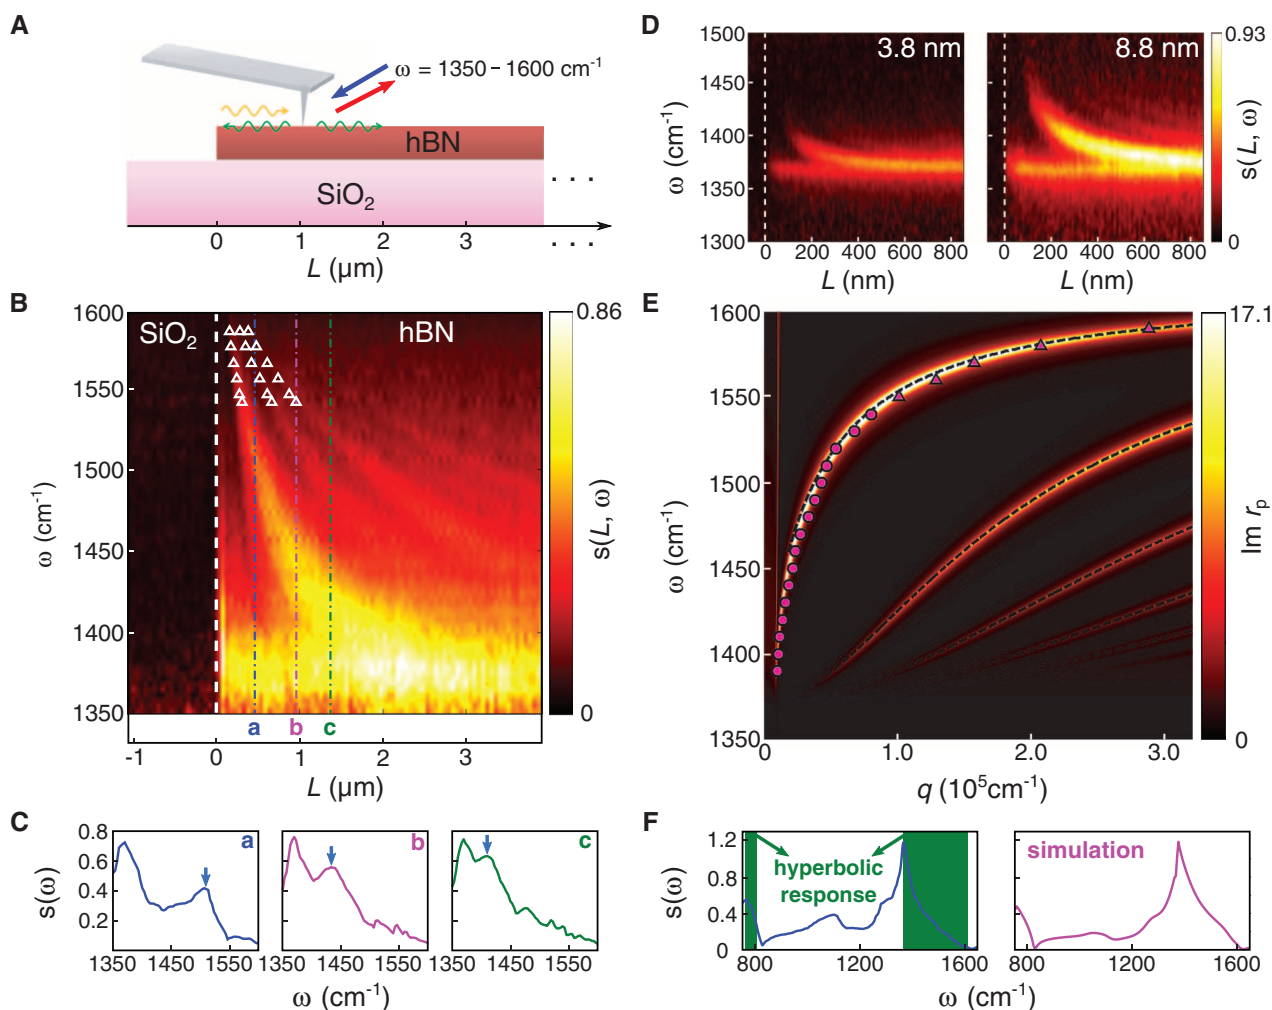 A
ω = 1350 – 1600 cm⁻¹
hBN
SiO₂
. . .
0 1 2 3 . . .
L (µm)
B
1600
1550
1500
1450
1400
1350
ω (cm⁻¹)
SiO₂
hBN
a b c
-1 0 1 2 3
L (µm)
0.86
0
s(L, ω)
C
0.8
0.6
0.4
0.2
s(ω)
a
b
c
1350 1450 1550 1350 1450 1550 1350 1450 1550
ω (cm⁻¹)
D
1500
1400
1350
1300
ω (cm⁻¹)
3.8 nm
8.8 nm
0 200 400 600 800
0 200 400 600 800
L (nm)
L (nm)
0.93
0
s(L, ω)
E
1600
1550
1500
1450
1400
1350
ω (cm⁻¹)
0 1.0 2.0 3.0
q (10⁵cm⁻¹)
17.1
0
Im rₚ
F
1.2
0.8
0.4
0
s(ω)
hyperbolic
response
simulation
800 1200 1600
800 1200 1600
ω (cm⁻¹)